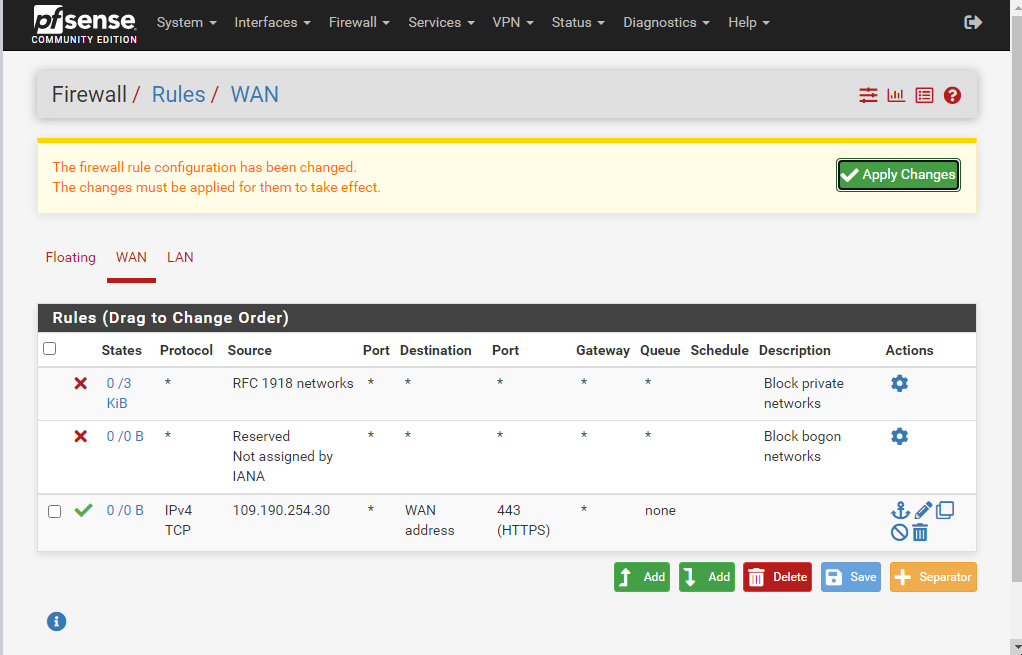 pfsense
COMMUNITY EDITION
System Interfaces Firewall Services VPN Status Diagnostics Help
Firewall / Rules / WAN
The firewall rule configuration has been changed.
The changes must be applied for them to take effect.
Apply Changes
Floating WAN LAN
Rules (Drag to Change Order)
States Protocol Source Port Destination Port Gateway Queue Schedule Description Actions
0 /3 * RFC 1918 networks * * * * * Block private
KiB networks
0 /0 B * Reserved * * * * * Block bogon
Not assigned by networks
IANA
0 /0 B IPv4 109.190.254.30 * WAN 443 * none
TCP address (HTTPS)
Add Add Delete Save Separator